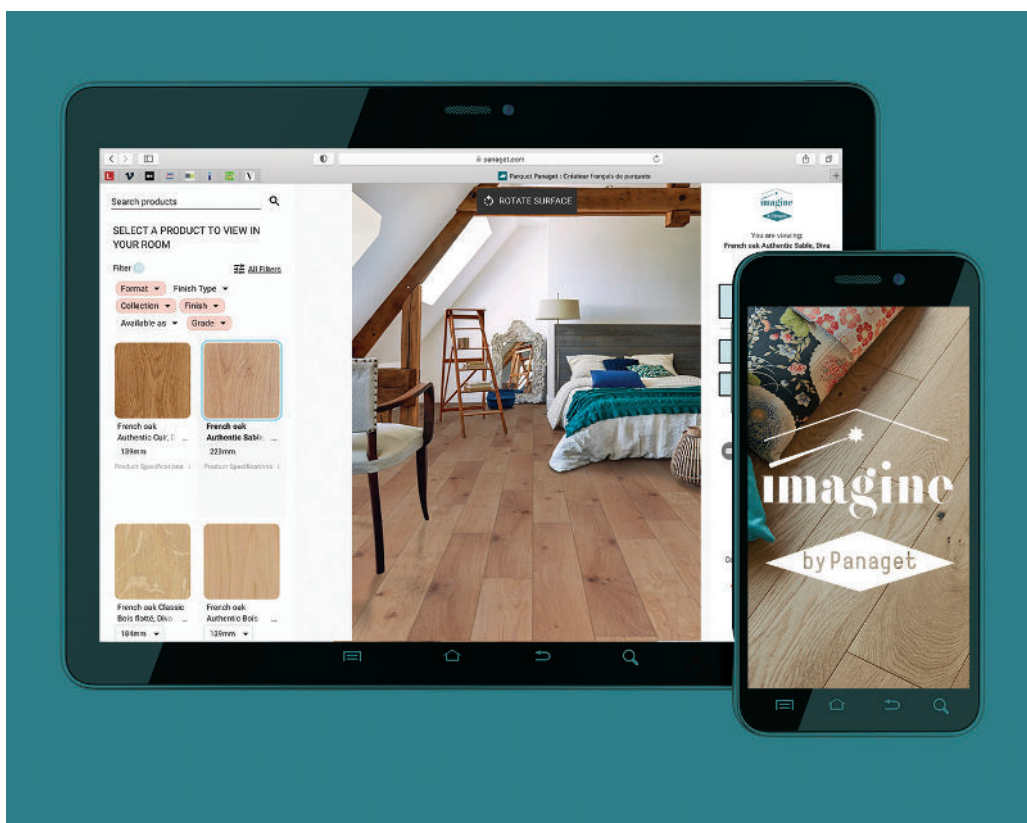 panaget.com
Parquet Panaget : Créateur français de parquets
Search products
SELECT A PRODUCT TO VIEW IN
YOUR ROOM
Filter
All Filters
Format
Finish Type
Collection
Finish
Available as
Grade
French oak
Authentic Cuir, D ...
139mm
Product Specifications
French oak
Authentic Sable ...
223mm
Product Specifications
French oak Classic
Bois flotté, Diva ...
184mm
French oak
Authentic Bois ...
139mm
ROTATE SURFACE
imagine
You are viewing:
French oak Authentic Sable, Diva
imagine
by Panaget